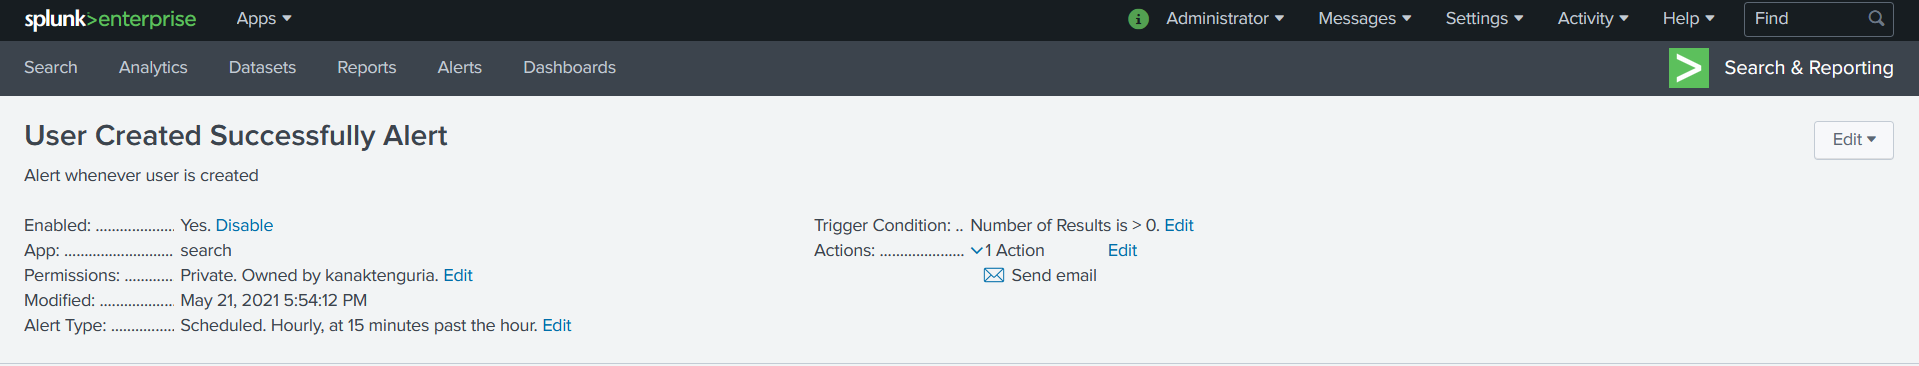 splunk>enterprise Apps Administrator Messages Settings Activity Help Find
Search Analytics Datasets Reports Alerts Dashboards Search & Reporting
User Created Successfully Alert
Edit
Alert whenever user is created
Enabled: .................... Yes. Disable
App: ........................... search
Permissions: ............ Private. Owned by kanaktenguria. Edit
Modified: ................... May 21, 2021 5:54:12 PM
Alert Type: ................ Scheduled. Hourly, at 15 minutes past the hour. Edit
Trigger Condition: .. Number of Results is > 0. Edit
Actions: ..................... 1 Action Edit
Send email